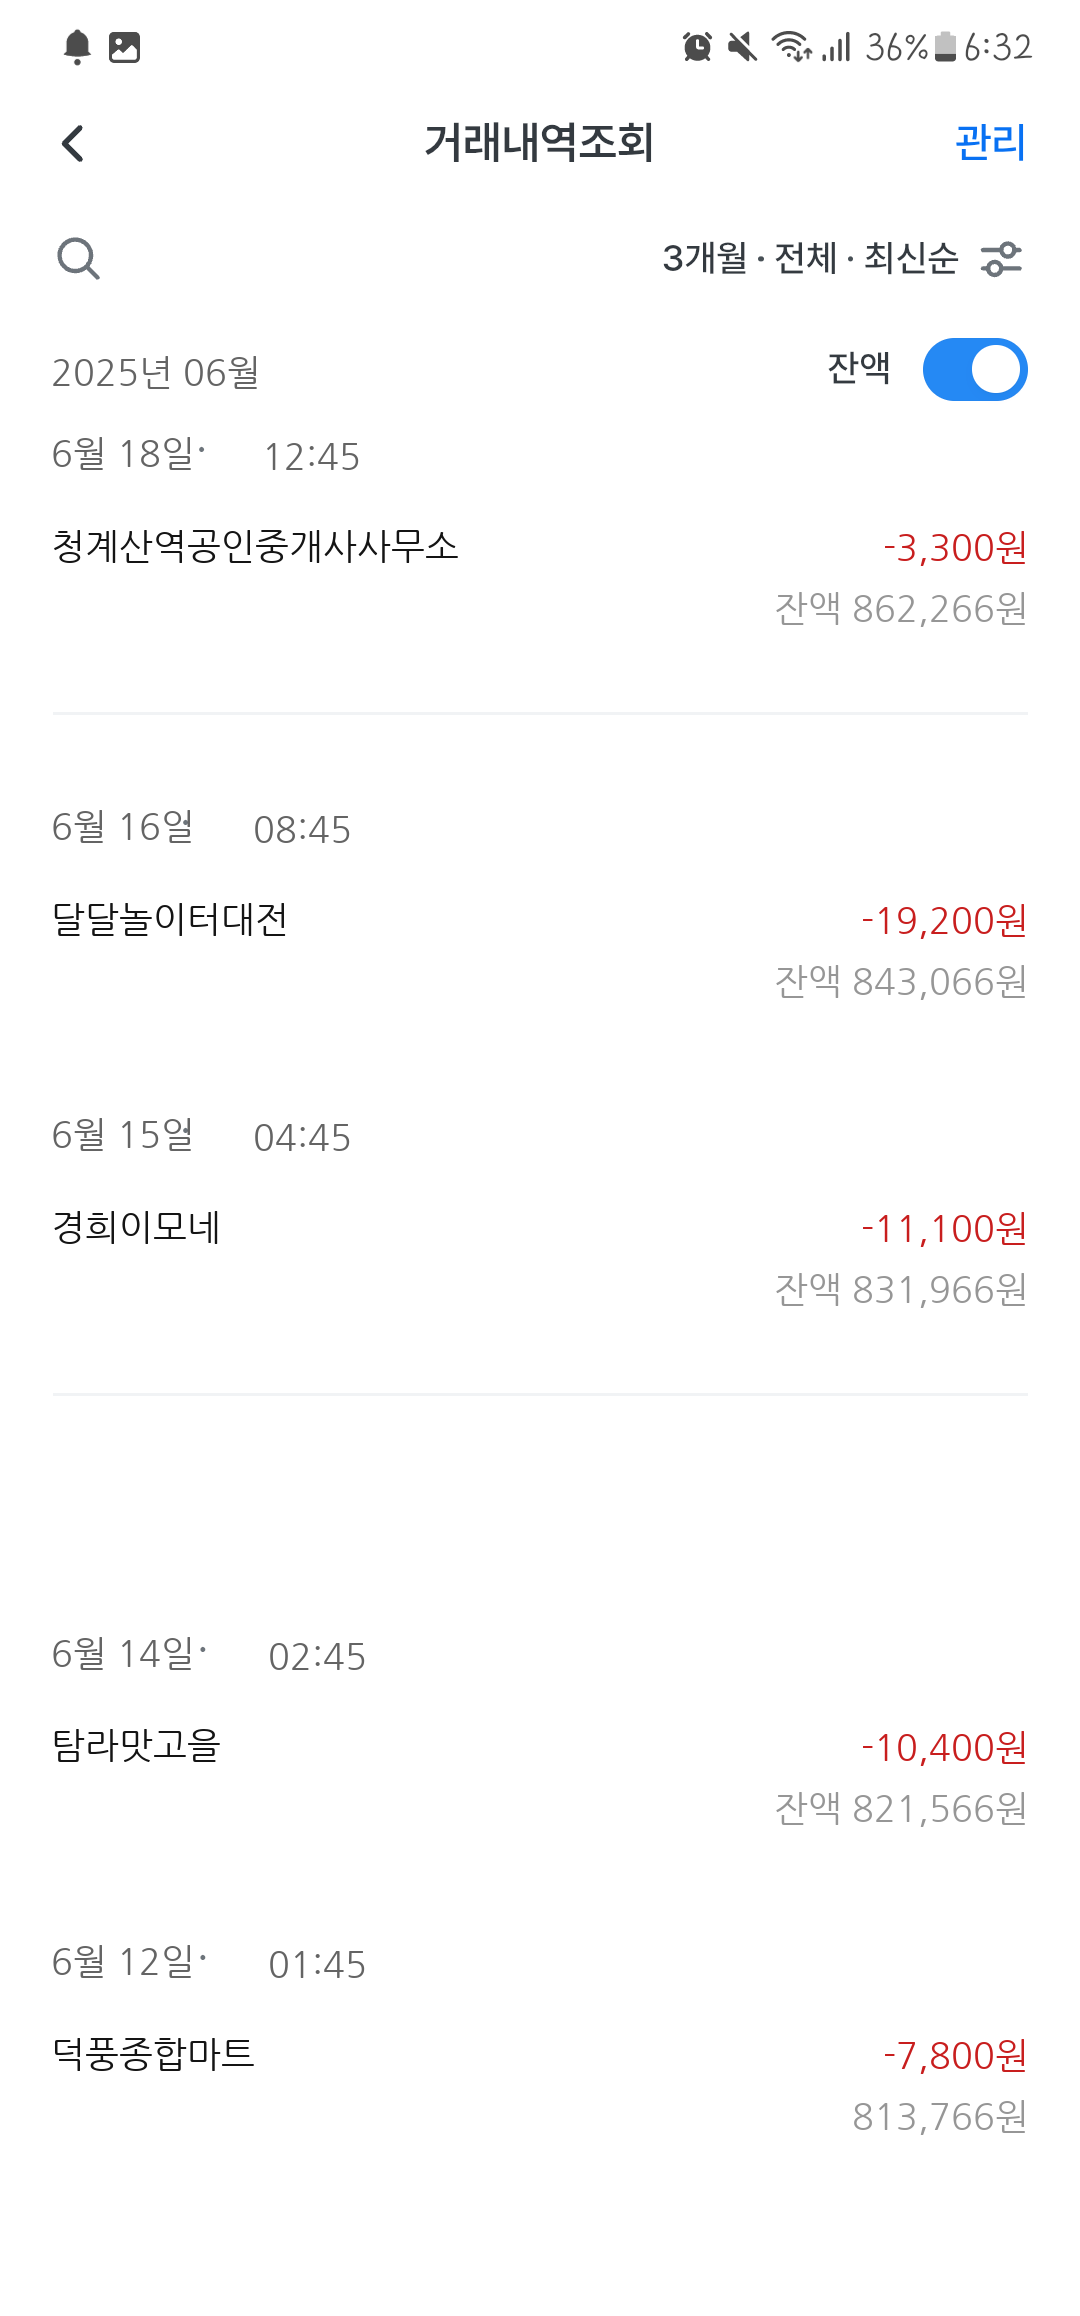 36% 6:32
거래내역조회 관리
3개월 · 전체 · 최신순
2025년 06월 잔액
6월 18일· 12:45
청계산역공인중개사사무소 -3,300원
잔액 862,266원
6월 16일 08:45
달달놀이터대전 -19,200원
잔액 843,066원
6월 15일 04:45
경희이모네 -11,100원
잔액 831,966원
6월 14일· 02:45
탐라맛고을 -10,400원
잔액 821,566원
6월 12일· 01:45
덕풍종합마트 -7,800원
813,766원